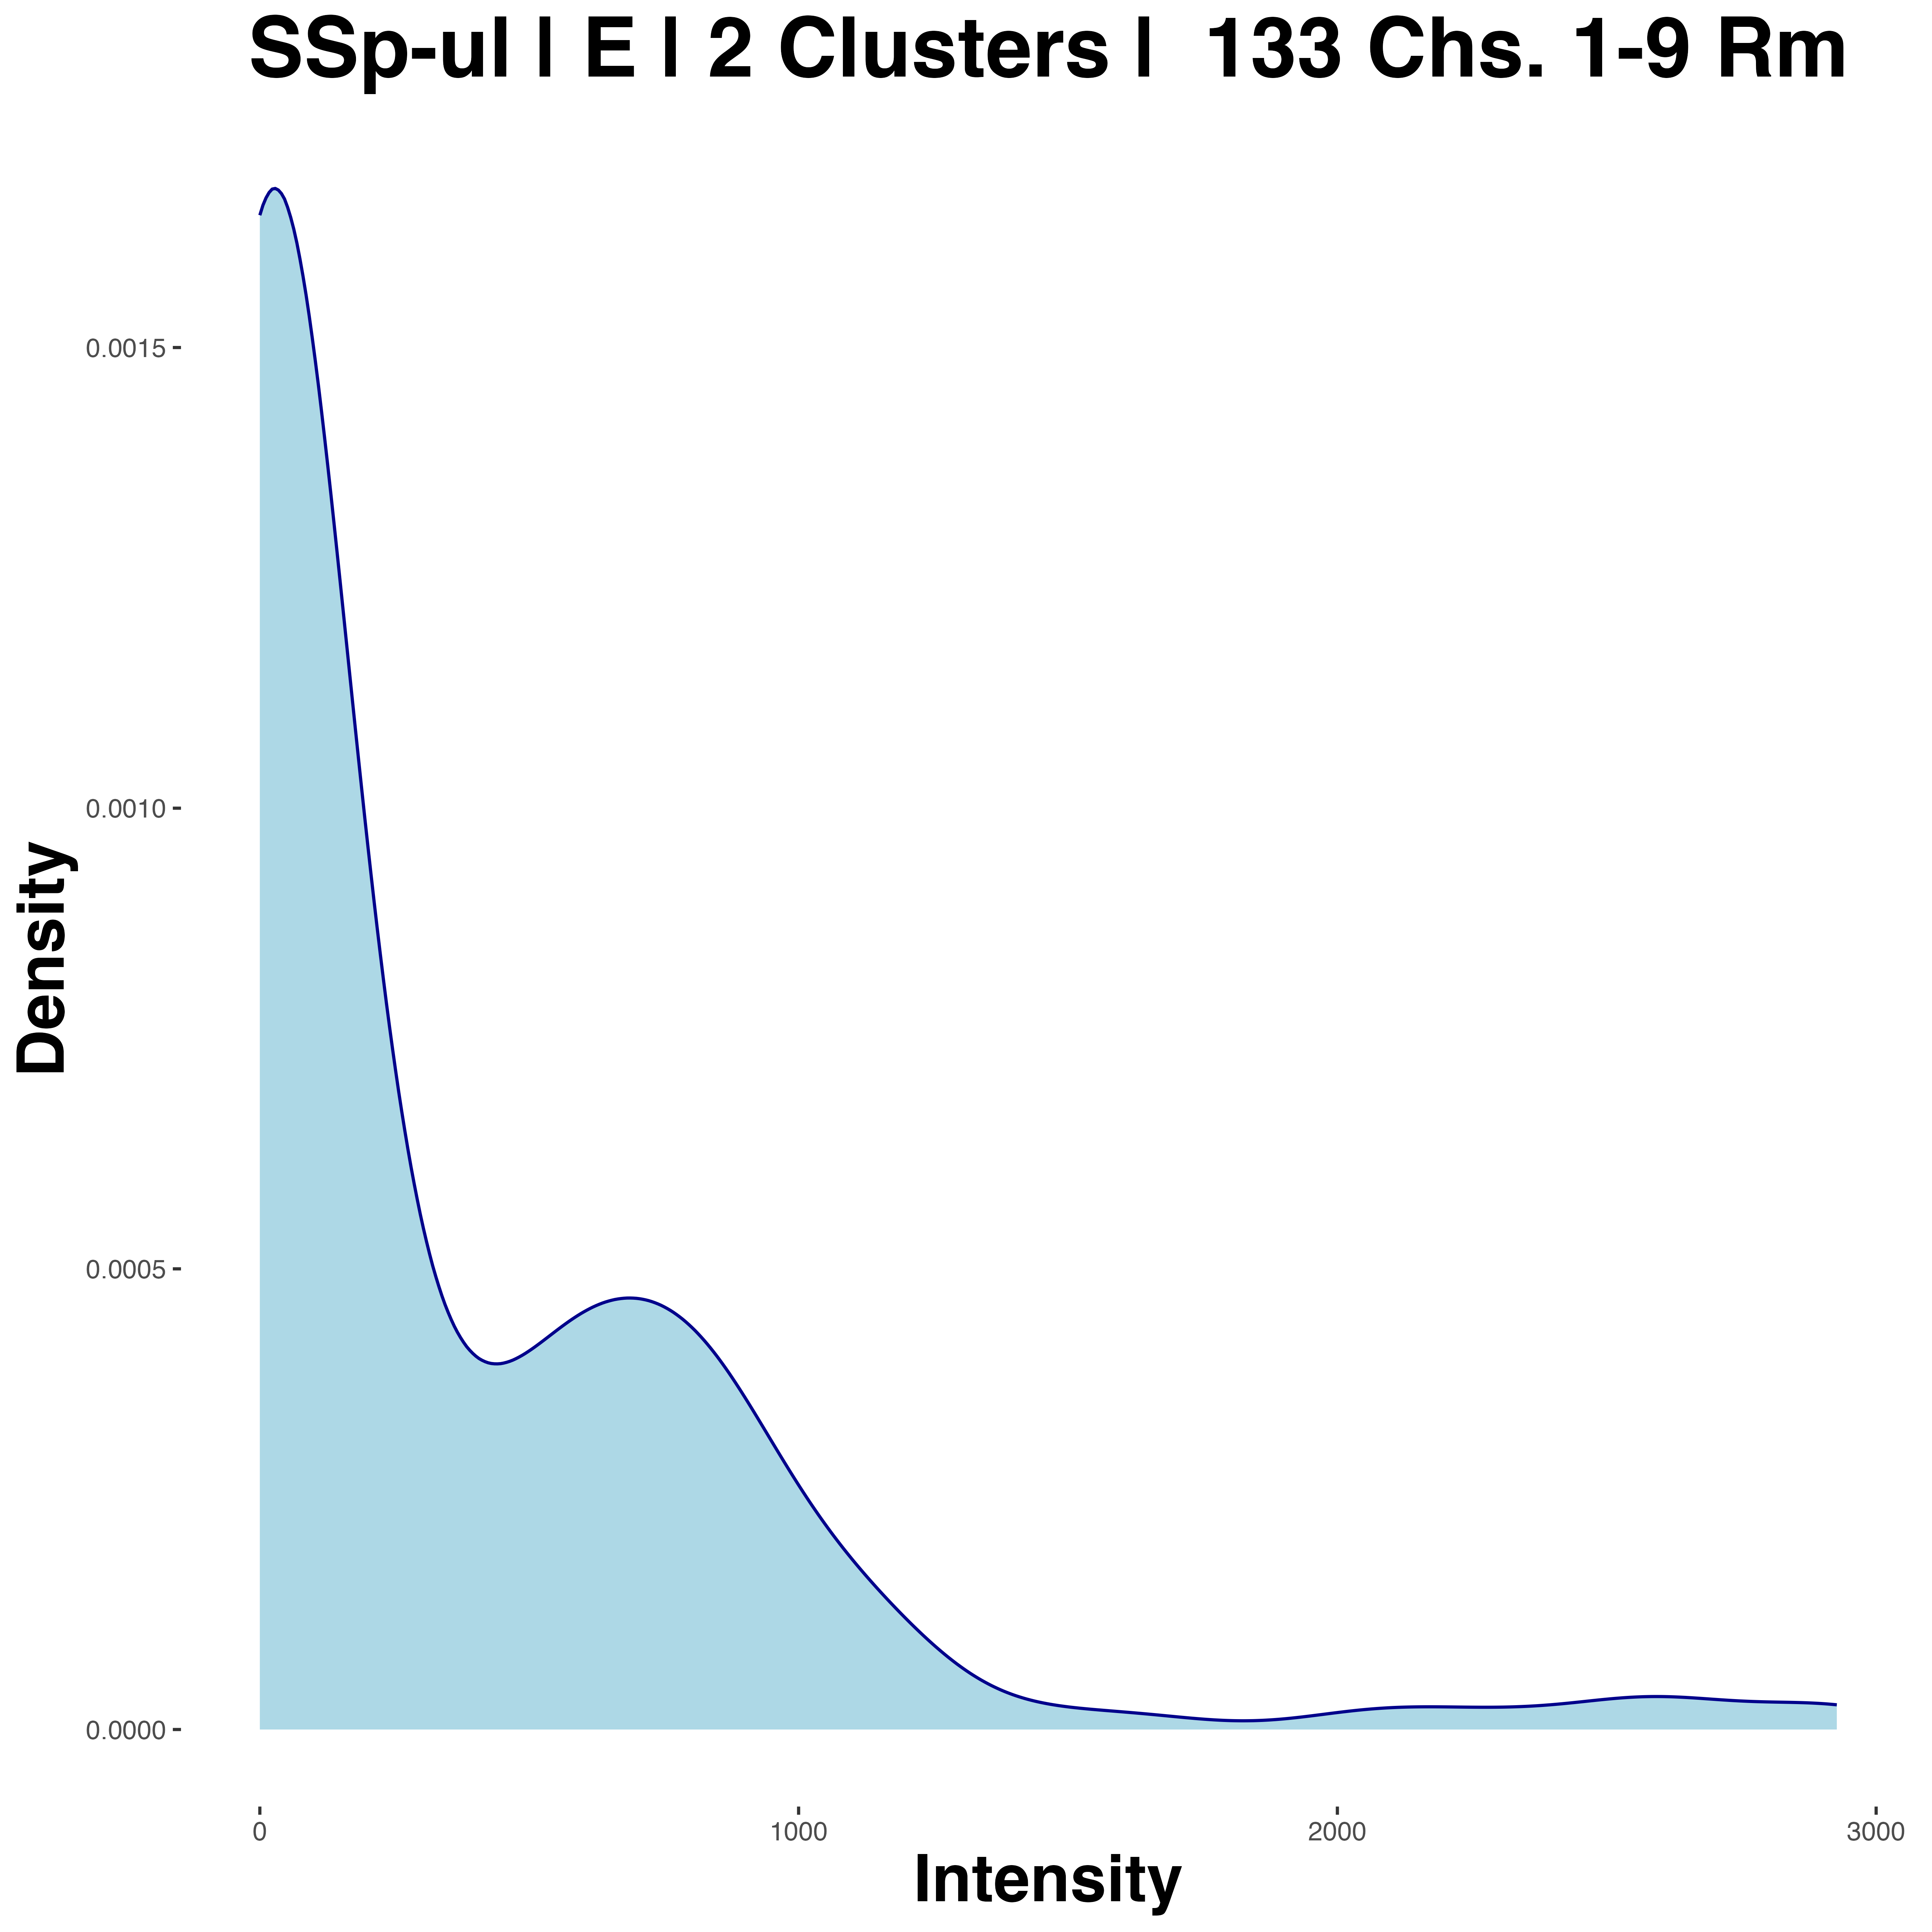 SSp-ul | E | 2 Clusters | 133 Chs. 1-9 Rm
Density
0.0015
0.0010
0.0005
0.0000
0 1000 2000 3000
Intensity